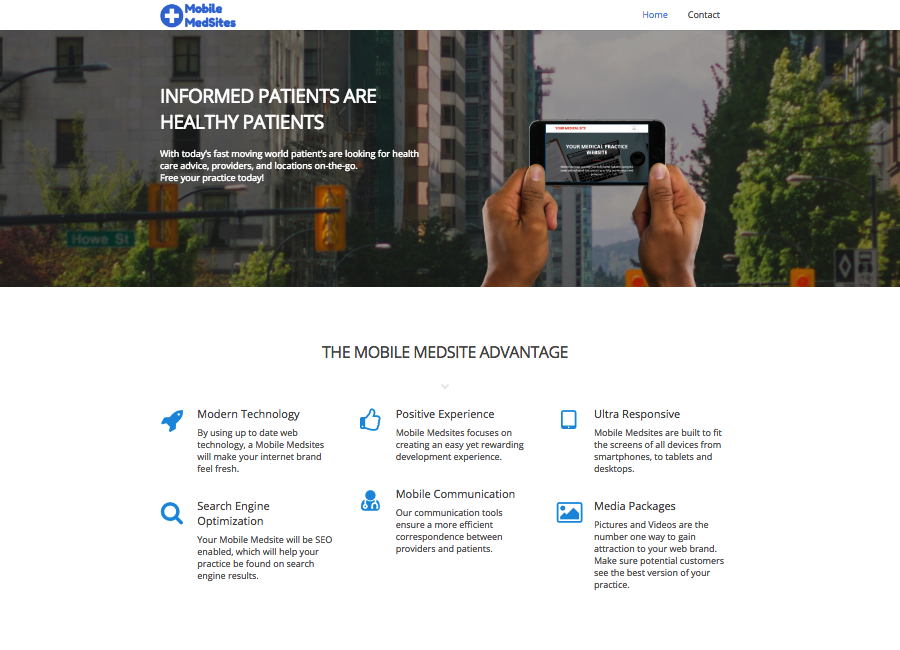 Mobile
MedSites
Home
Contact
INFORMED PATIENTS ARE
HEALTHY PATIENTS
With today's fast moving world patient's are looking for health
care advice, providers, and locations on-the-go.
Free your practice today!
Howe St
YOUR MEDICAL SITE
YOUR MEDICAL PRACTICE
WEBSITE
THE MOBILE MEDSITE ADVANTAGE
Modern Technology
By using up to date web
technology, a Mobile Medsites
will make your internet brand
feel fresh.
Positive Experience
Mobile Medsites focuses on
creating an easy yet rewarding
development experience.
Ultra Responsive
Mobile Medsites are built to fit
the screens of all devices from
smartphones, to tablets and
desktops.
Search Engine
Optimization
Your Mobile Medsite will be SEO
enabled, which will help your
practice be found on search
engine results.
Mobile Communication
Our communication tools
ensure a more efficient
correspondence between
providers and patients.
Media Packages
Pictures and Videos are the
number one way to gain
attraction to your web brand.
Make sure potential customers
see the best version of your
practice.